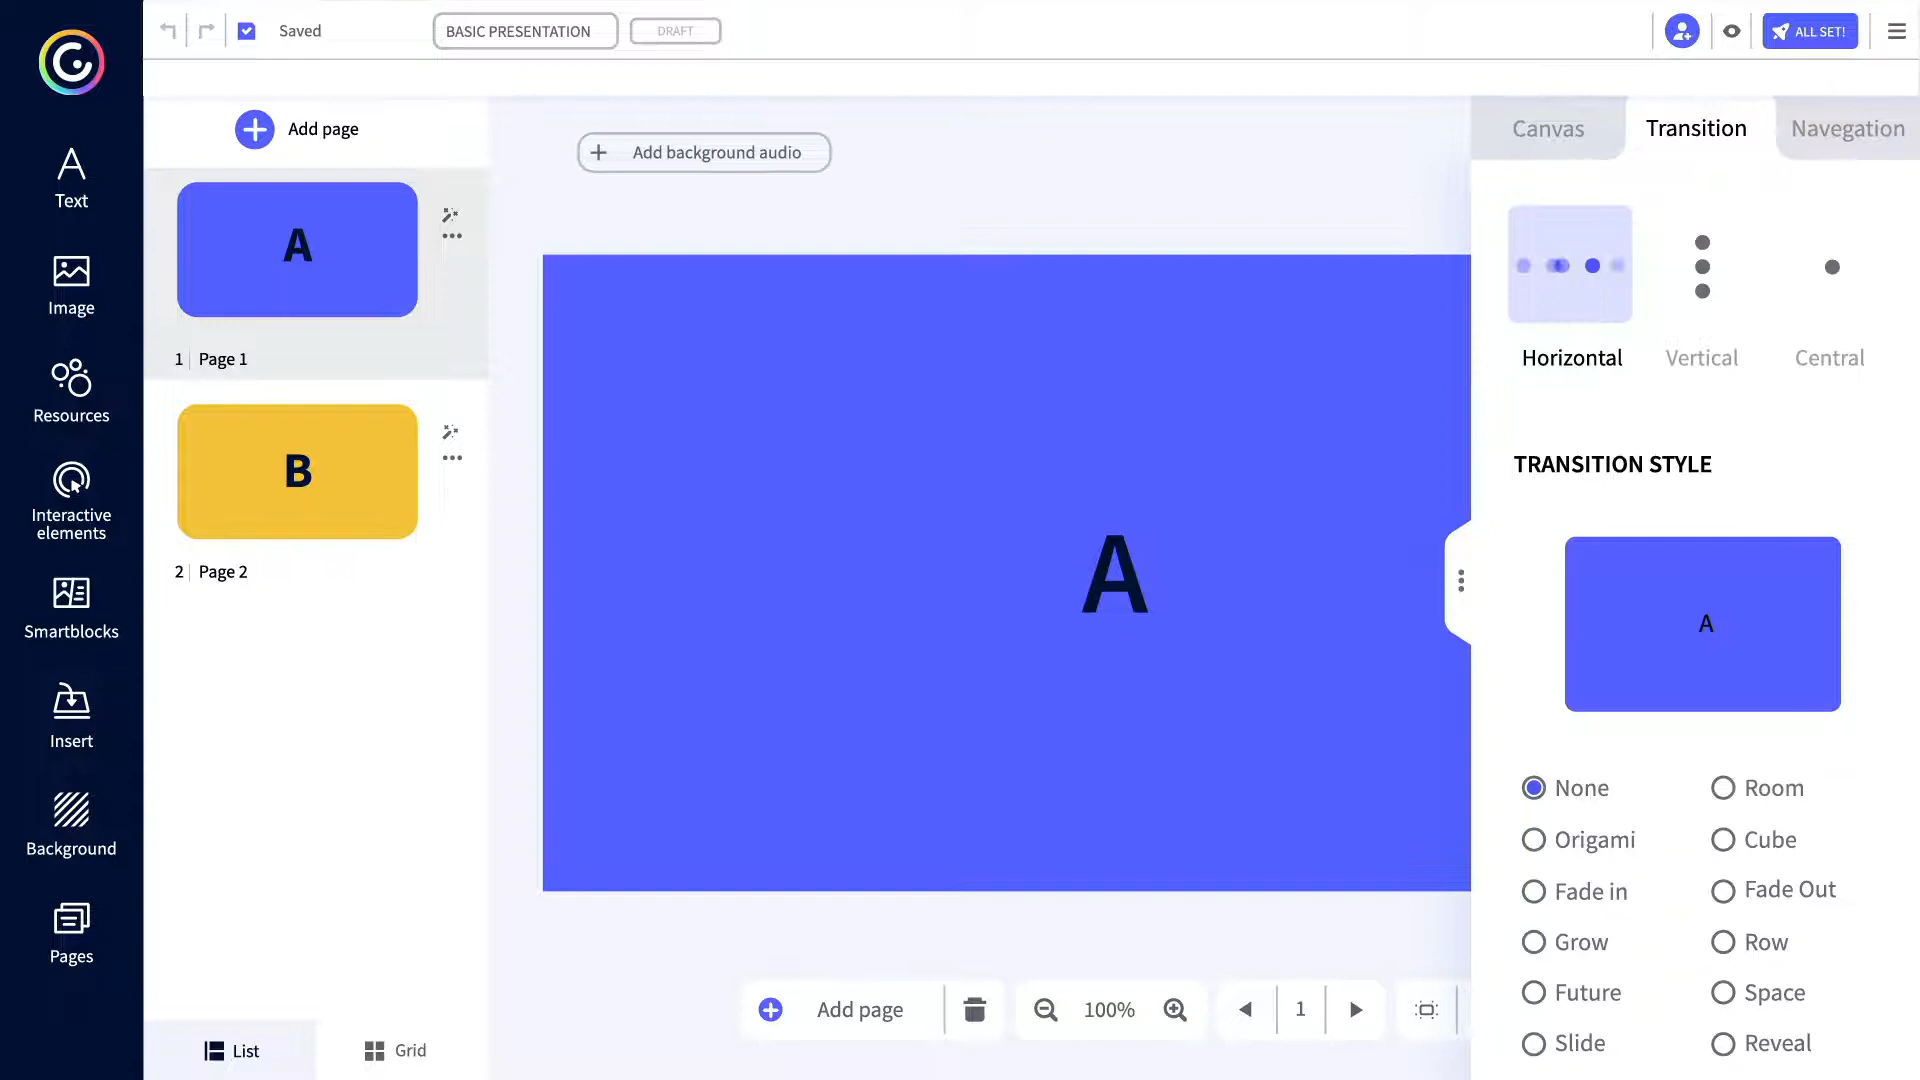 Saved
BASIC PRESENTATION
DRAFT
ALL SET!
Text
Image
Resources
Interactive
elements
Smartblocks
Insert
Background
Pages
Add page
A
1 Page 1
B
2 Page 2
List
Grid
Add background audio
A
Add page
100%
1
Canvas
Transition
Navegation
Horizontal
Vertical
Central
TRANSITION STYLE
A
None
Room
Origami
Cube
Fade in
Fade Out
Grow
Row
Future
Space
Slide
Reveal